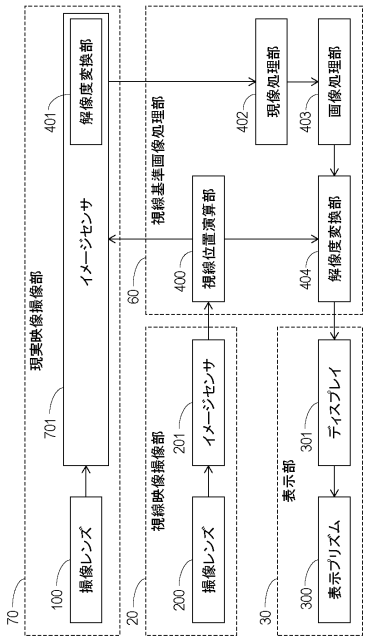 70
現実映像撮像部
100
撮像レンズ
701
イメージセンサ
401
解像度変換部
20
視線映像撮像部
200
撮像レンズ
201
イメージセンサ
60
視線基準画像処理部
400
視線位置演算部
402
現像処理部
403
画像処理部
404
解像度変換部
30
表示部
300
表示プリズム
301
ディスプレイ